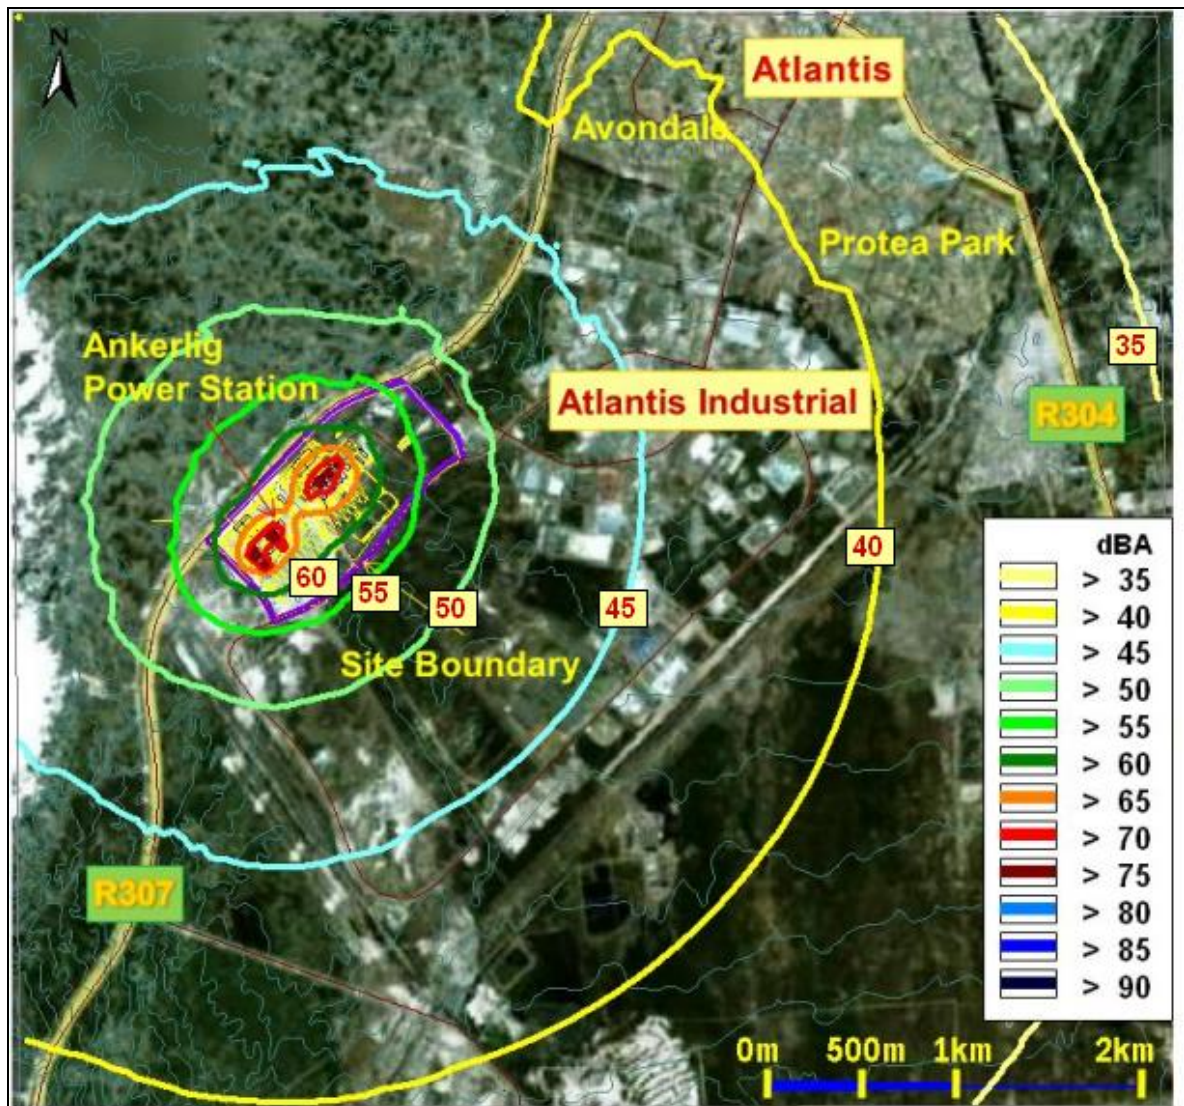 N
Atlantis
Avondale
Protea Park
Ankerlig
Power Station
35
Atlantis Industrial
R304
40
60
55
50
45
Site Boundary
R307
dBA
> 35
> 40
> 45
> 50
> 55
> 60
> 65
> 70
> 75
> 80
> 85
> 90
0m 500m 1km 2km